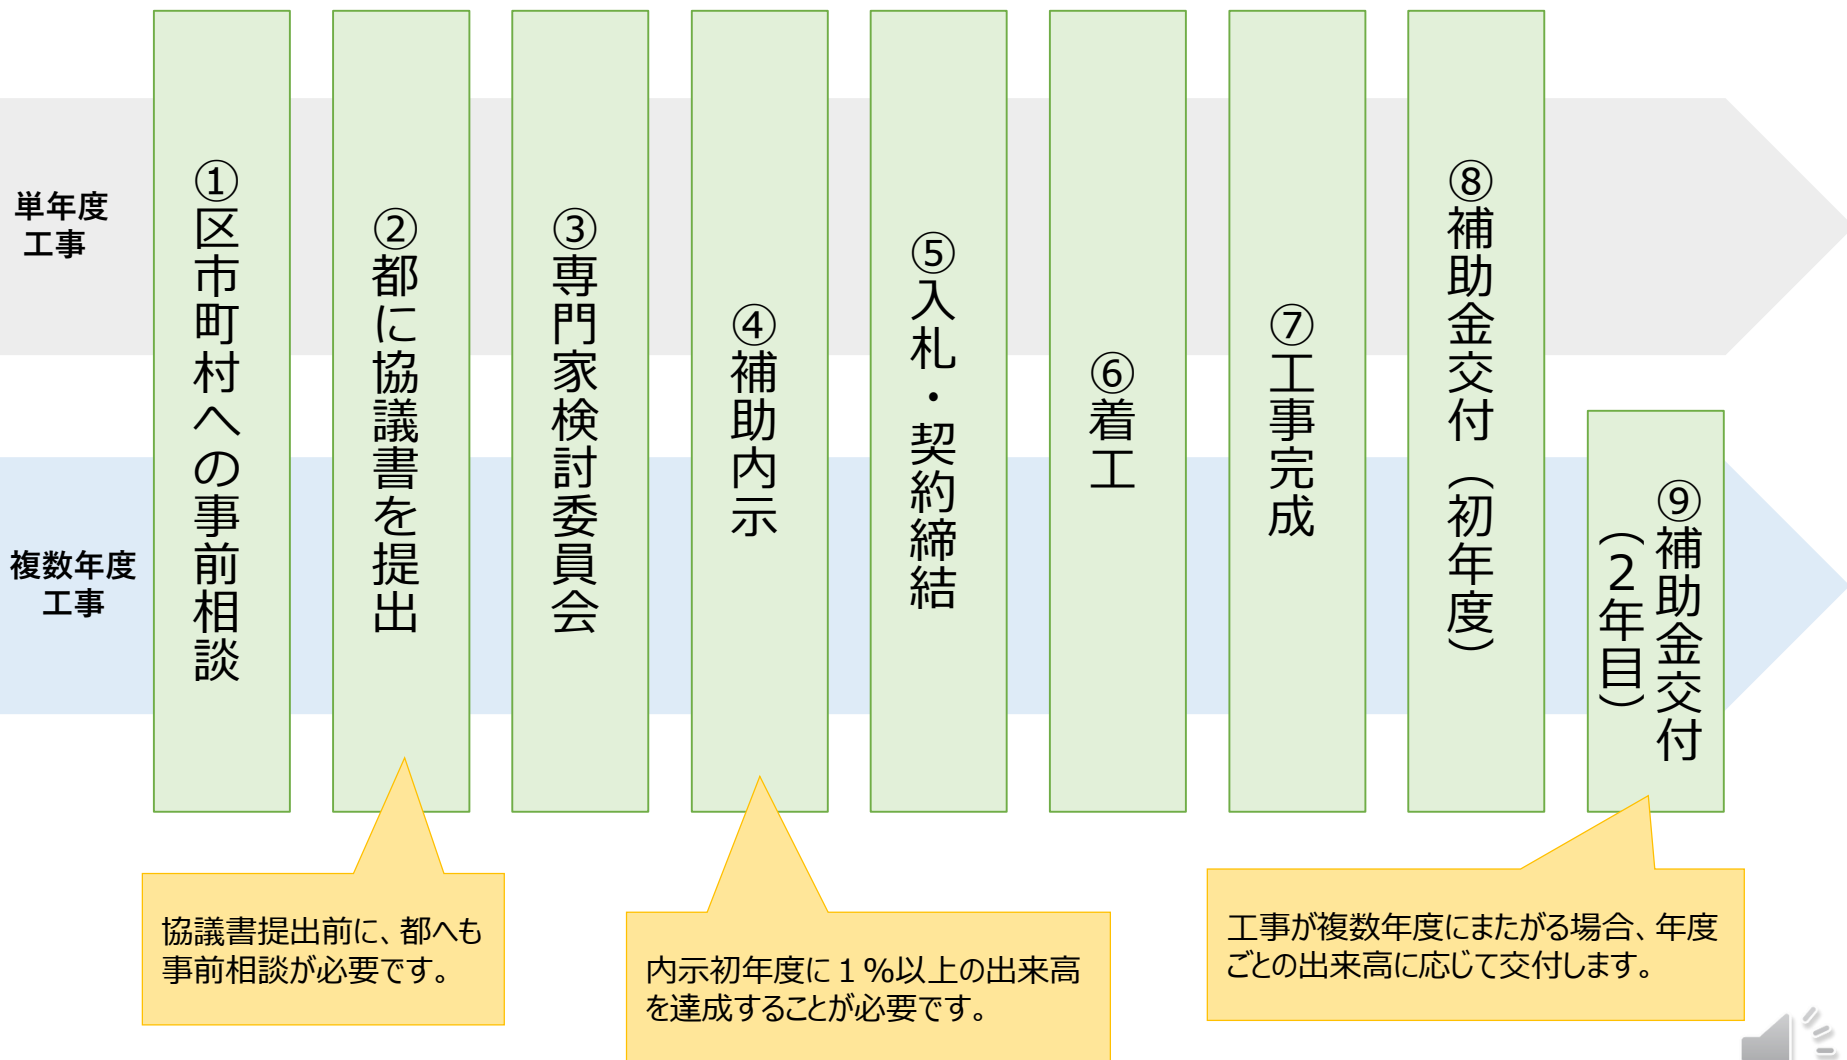 単年度
工事
複数年度
工事
①区市町村への事前相談
②都に協議書を提出
③専門家検討委員会
④補助内示
⑤入札・契約締結
⑥着工
⑦工事完成
⑧補助金交付（初年度）
⑨補助金交付
（２年目）
協議書提出前に、都へも
事前相談が必要です。
内示初年度に１％以上の出来高
を達成することが必要です。
工事が複数年度にまたがる場合、年度
ごとの出来高に応じて交付します。